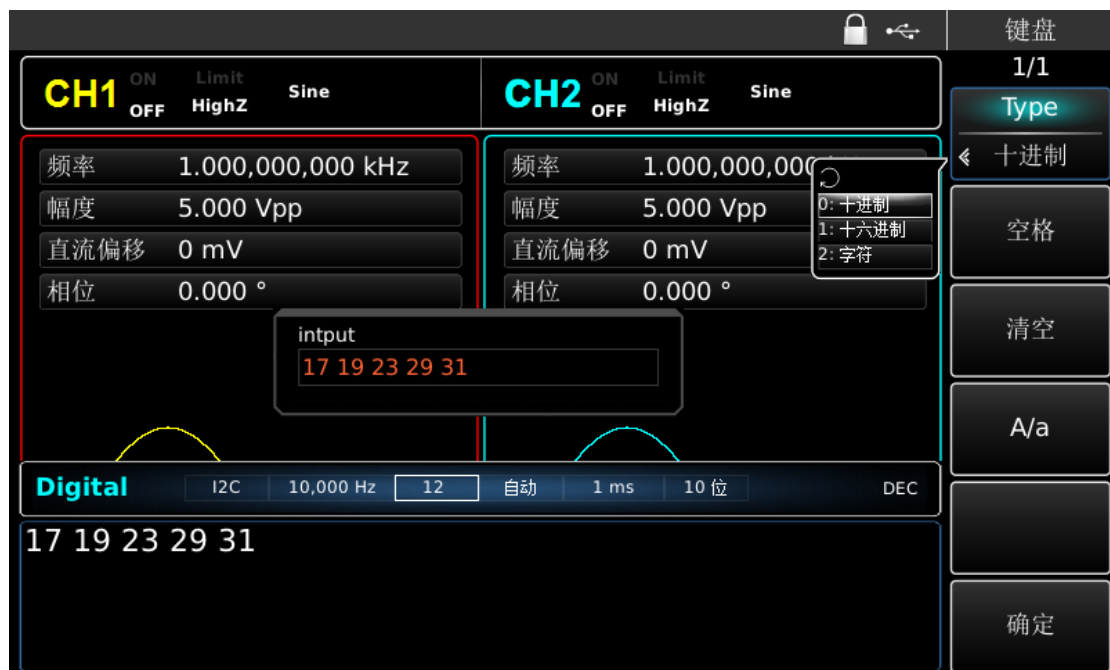 键盘
1/1
CH1 ON OFF Limit HighZ Sine
CH2 ON OFF Limit HighZ Sine
Type
十进制
频率 1.000,000,000 kHz
幅度 5.000 Vpp
直流偏移 0 mV
相位 0.000 °
频率 1.000,000,000
幅度 5.000 Vpp
直流偏移 0 mV
相位 0.000 °
0: 十进制
1: 十六进制
2: 字符
空格
清空
A/a
确定
intput
17 19 23 29 31
Digital I2C 10,000 Hz 12 自动 1 ms 10 位 DEC
17 19 23 29 31